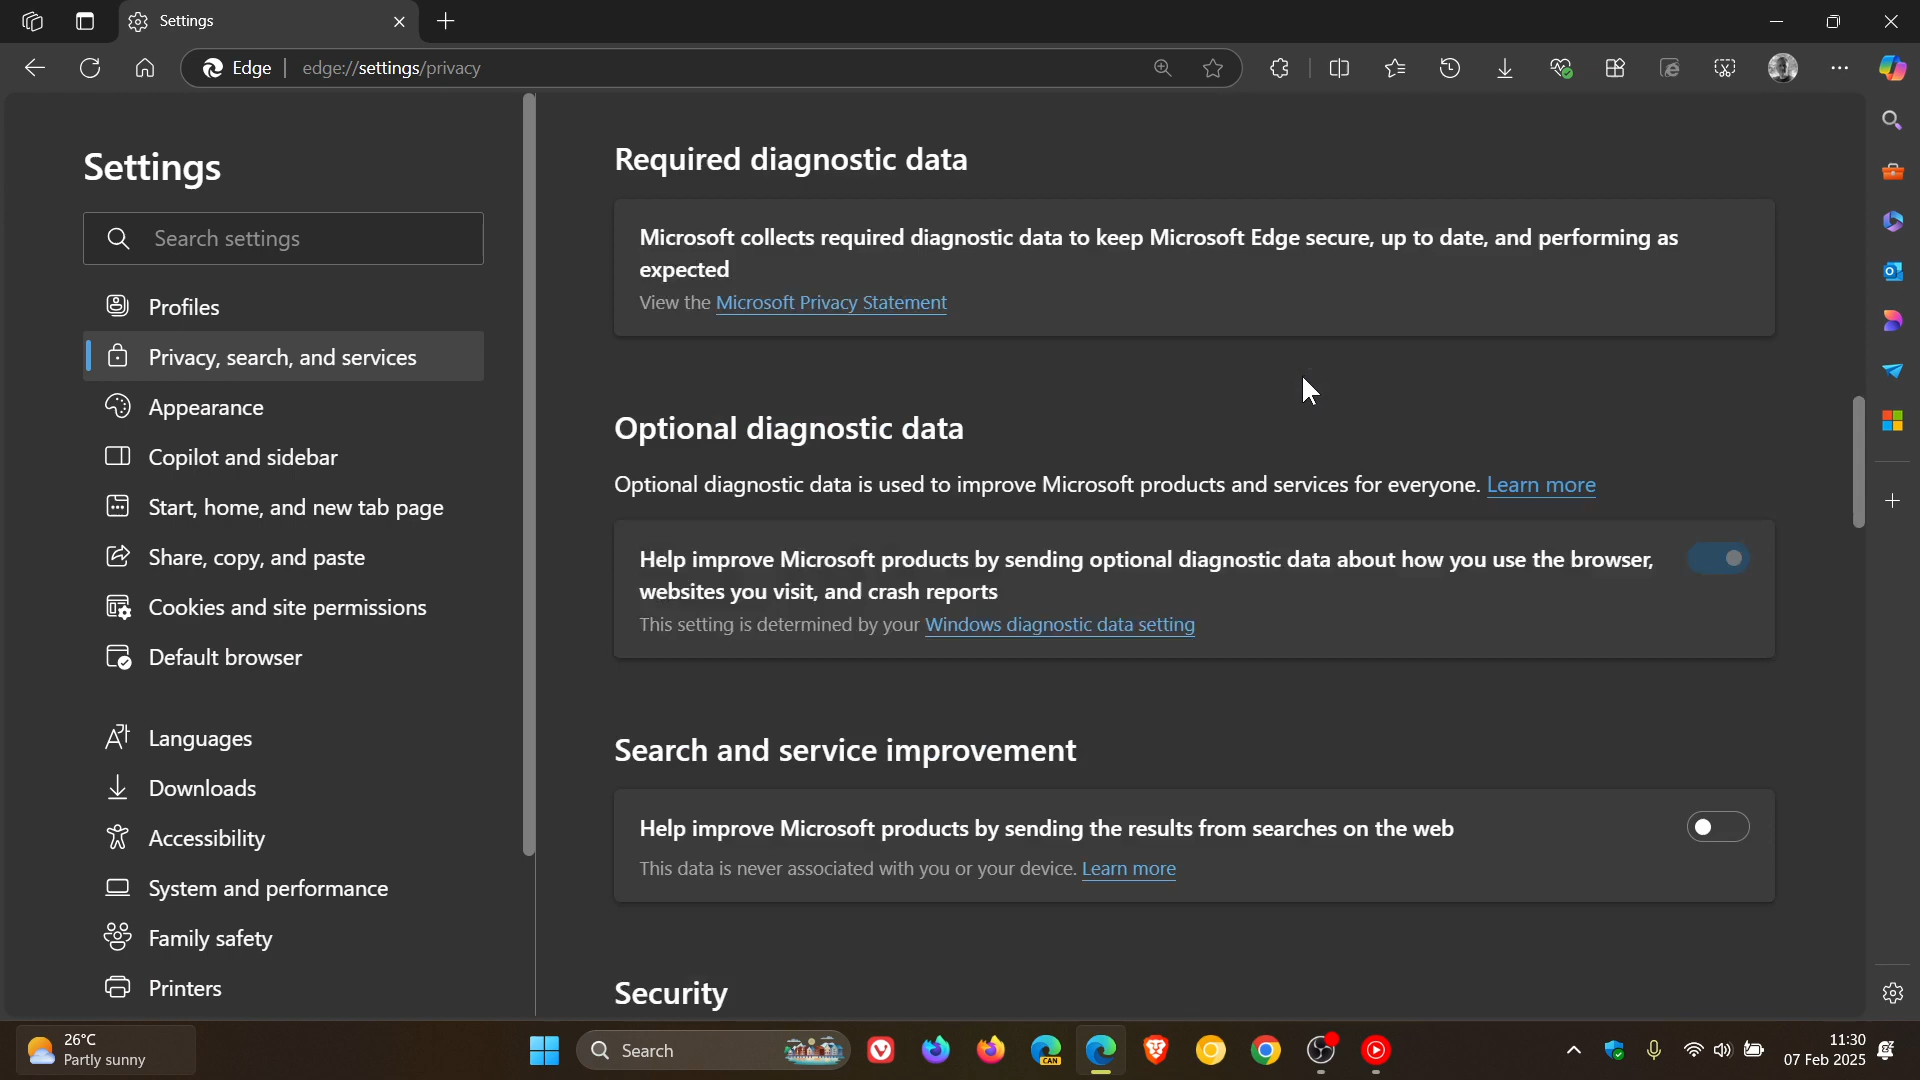 Settings
Edge
edge://settings/privacy
Settings
Search settings
Profiles
Privacy, search, and services
Appearance
Copilot and sidebar
Start, home, and new tab page
Share, copy, and paste
Cookies and site permissions
Default browser
Languages
Downloads
Accessibility
System and performance
Family safety
Printers
Required diagnostic data
Microsoft collects required diagnostic data to keep Microsoft Edge secure, up to date, and performing as
expected
View the Microsoft Privacy Statement
Optional diagnostic data
Optional diagnostic data is used to improve Microsoft products and services for everyone. Learn more
Help improve Microsoft products by sending optional diagnostic data about how you use the browser,
websites you visit, and crash reports
This setting is determined by your Windows diagnostic data setting
Search and service improvement
Help improve Microsoft products by sending the results from searches on the web
This data is never associated with you or your device. Learn more
Security
26°C
Partly sunny
Search
CAN
11:30
07 Feb 2025